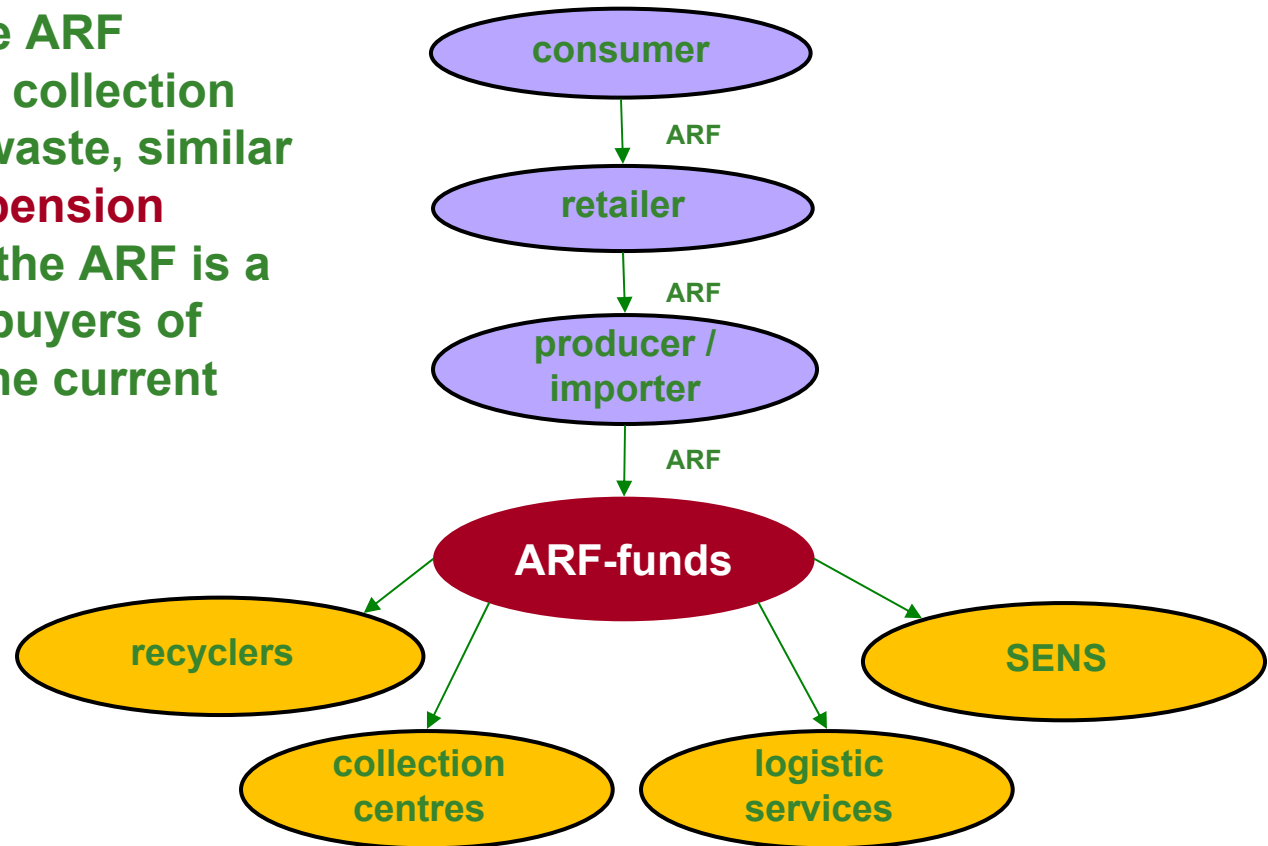 e ARF
collection
waste, similar
pension
the ARF is a
buyers of
ne current
consumer
ARF
retailer
ARF
producer /
importer
ARF
ARF-funds
recyclers
SENS
collection
centres
logistic
services